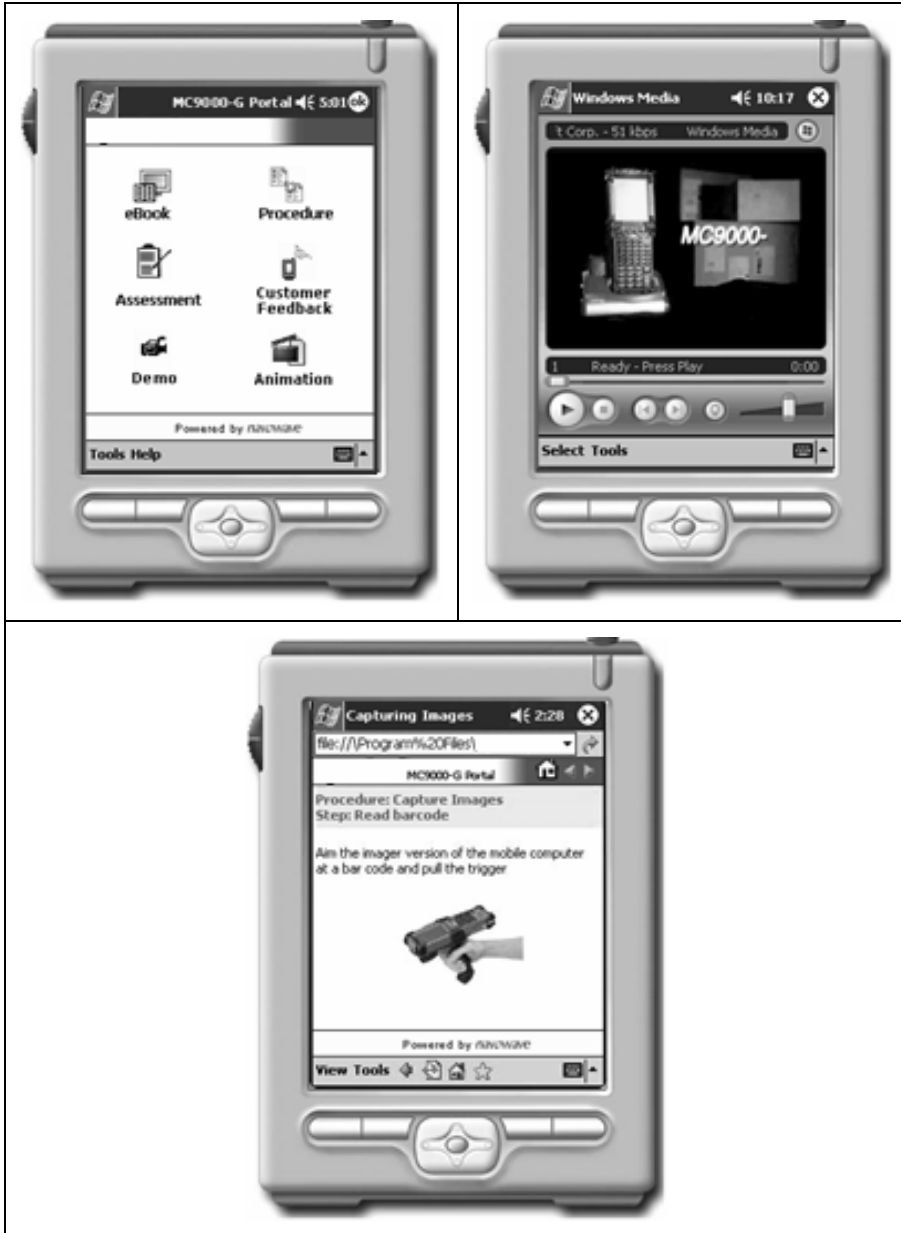 MC9000-G Portal 5:01 ok
eBook
Procedure
Assessment
Customer
Feedback
Demo
Animation
Powered by
Tools Help
Windows Media 10:17
t Corp. - 51 kbps Windows Media
MC9000-
1 Ready - Press Play 0:00
Select Tools
Capturing Images 2:28
file://\Program%20Files\
MC9000-G Portal
Procedure: Capture Images
Step: Read barcode
Aim the imager version of the mobile computer
at a bar code and pull the trigger
Powered by
View Tools